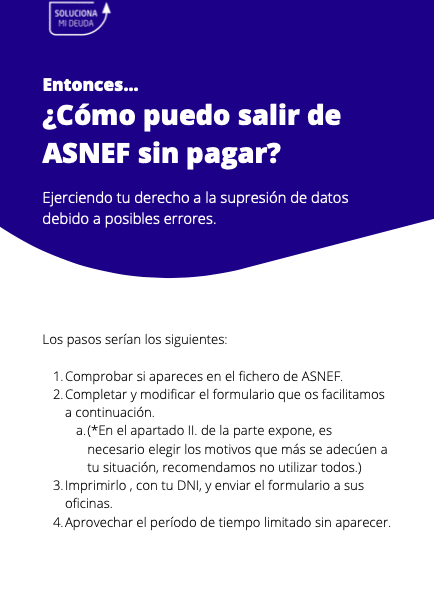 SOLUCIONA
MI DEUDA
Entonces...
¿Cómo puedo salir de
ASNEF sin pagar?
Ejerciendo tu derecho a la supresión de datos
debido a posibles errores.
Los pasos serían los siguientes:
1. Comprobar si apareces en el fichero de ASNEF.
2. Completar y modificar el formulario que os facilitamos
a continuación.
a. (*En el apartado II. de la parte expone, es
necesario elegir los motivos que más se adecúen a
tu situación, recomendamos no utilizar todos.)
3. Imprimirlo , con tu DNI, y enviar el formulario a sus
oficinas.
4. Aprovechar el período de tiempo limitado sin aparecer.